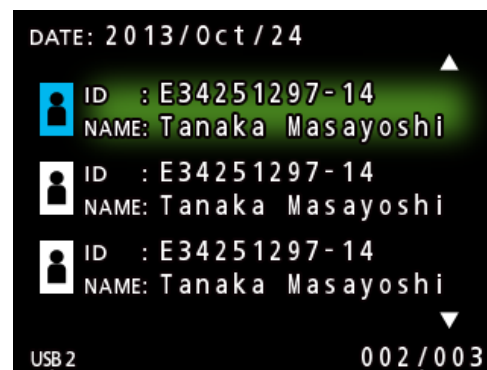 DATE: 2013/Oct/24
ID : E34251297-14
NAME: Tanaka Masayoshi
ID : E34251297-14
NAME: Tanaka Masayoshi
ID : E34251297-14
NAME: Tanaka Masayoshi
USB 2 002/003